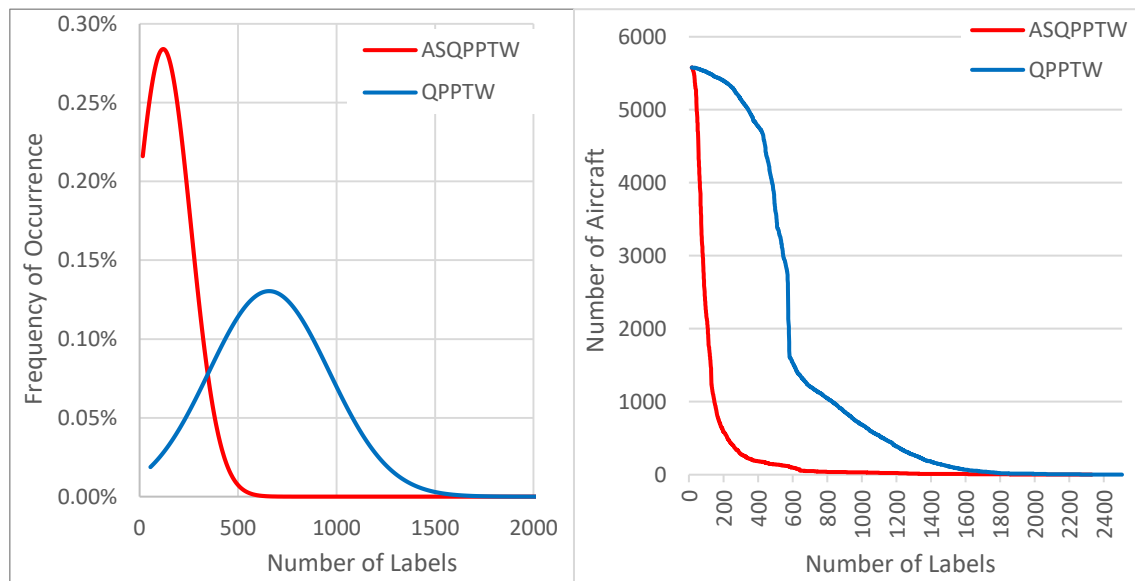 0.30%
0.25%
0.20%
0.15%
0.10%
0.05%
0.00%
Frequency of Occurrence
ASQPPTW
QPPTW
0 500 1000 1500 2000
Number of Labels
6000
5000
4000
3000
2000
1000
0
Number of Aircraft
ASQPPTW
QPPTW
0 200 400 600 800 1000 1200 1400 1600 1800 2000 2200 2400
Number of Labels